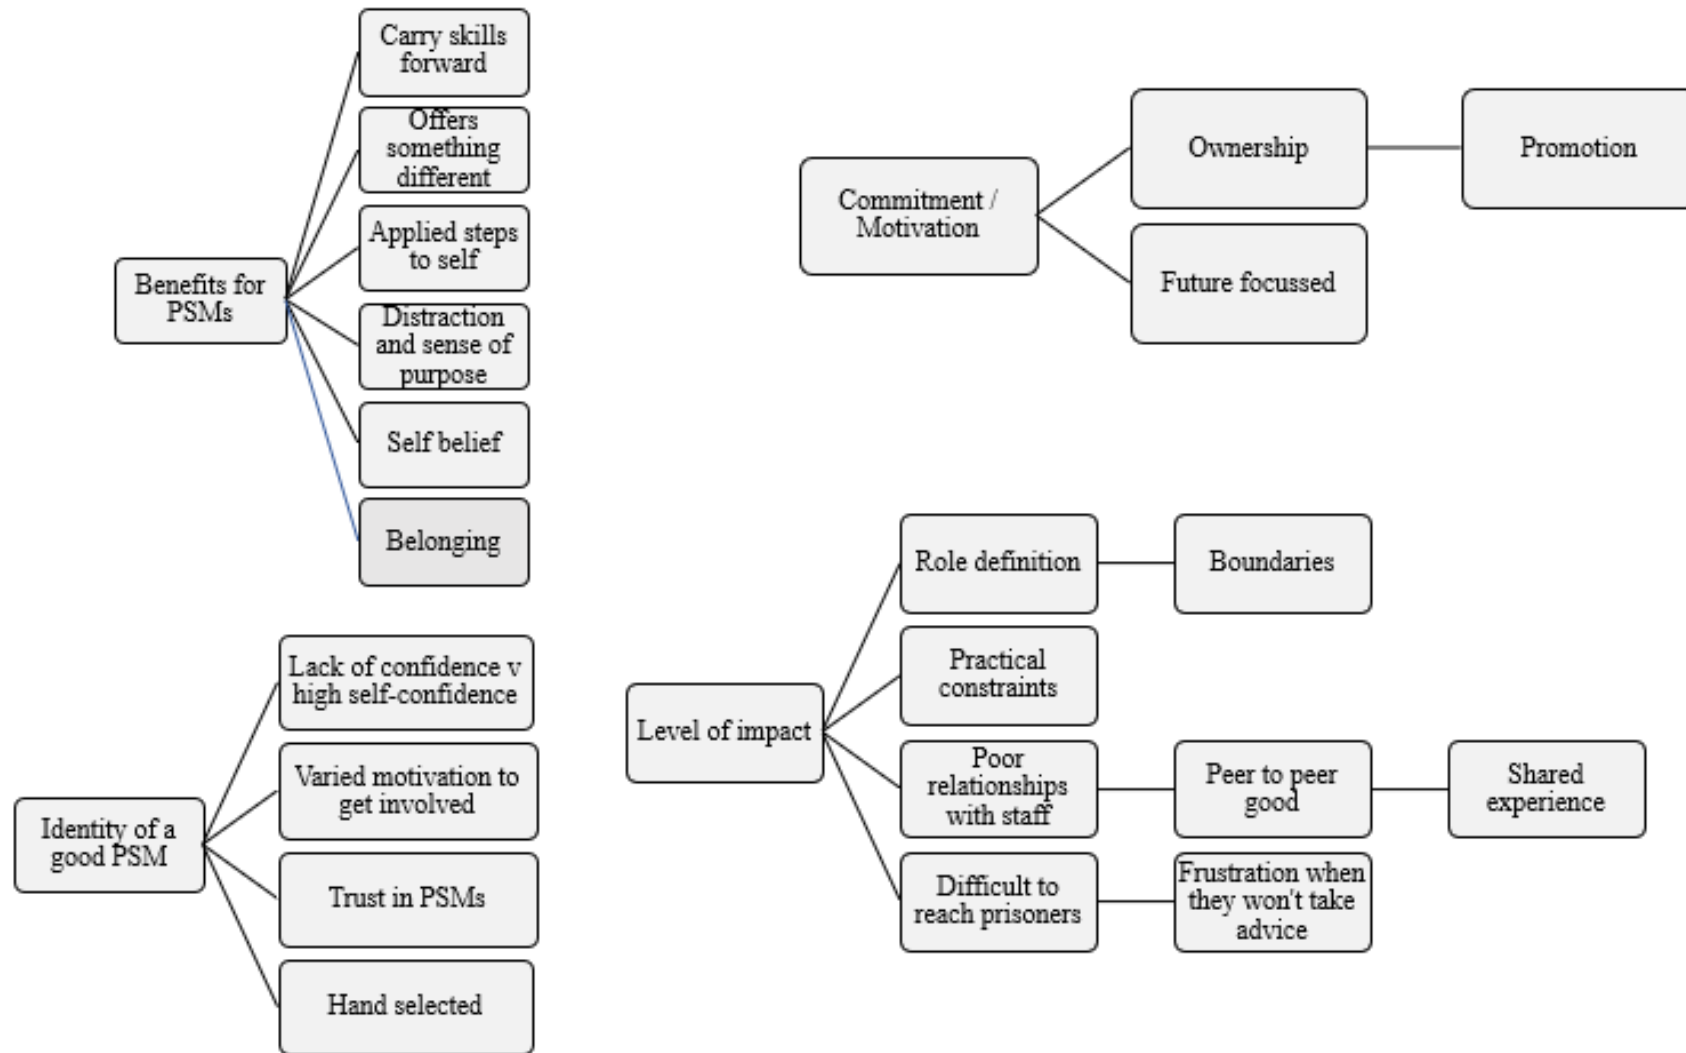 Carry skills
forward
Offers
something
different
Applied steps
to self
Benefits for
PSMs
Distraction
and sense of
purpose
Self belief
Belonging
Commitment /
Motivation
Ownership
Promotion
Future focussed
Identity of a
good PSM
Lack of confidence v
high self-confidence
Varied motivation to
get involved
Trust in PSMs
Hand selected
Level of impact
Role definition
Boundaries
Practical
constraints
Poor
relationships
with staff
Peer to peer
good
Shared
experience
Difficult to
reach prisoners
Frustration when
they won't take
advice